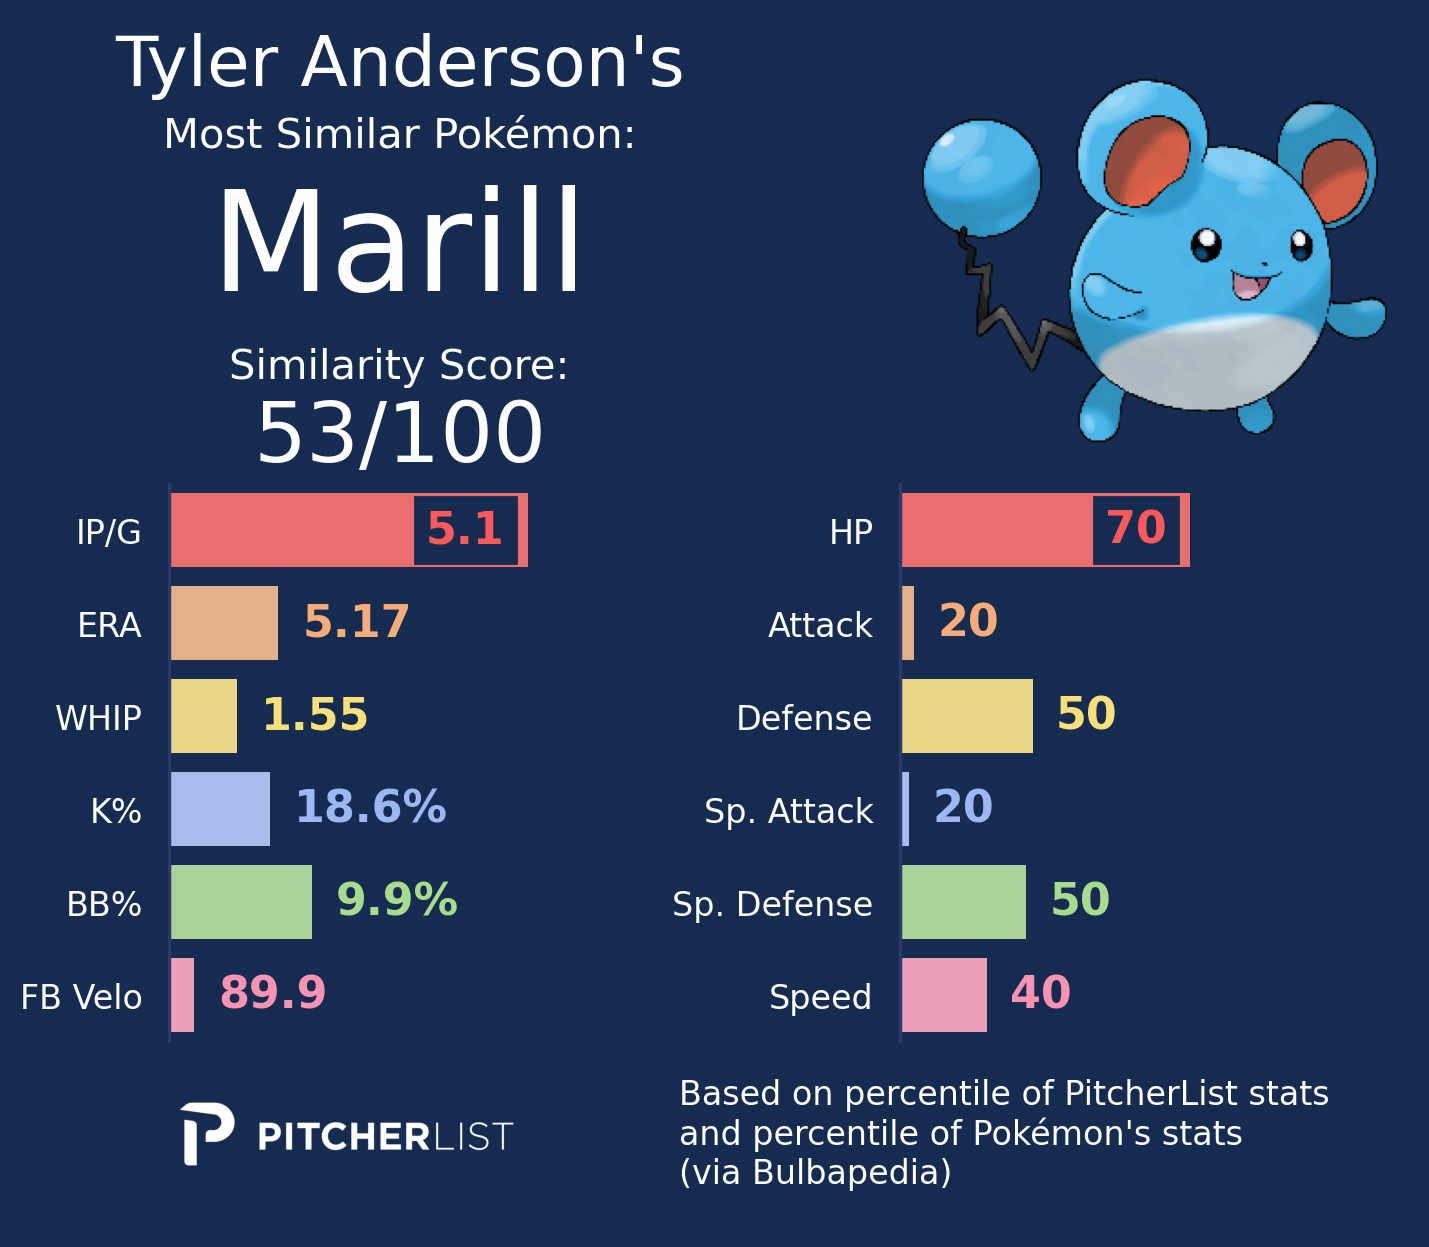 Tyler Anderson's
Most Similar Pokémon:
Marill
Similarity Score:
53/100
IP/G 5.1
ERA 5.17
WHIP 1.55
K% 18.6%
BB% 9.9%
FB Velo 89.9
HP 70
Attack 20
Defense 50
Sp. Attack 20
Sp. Defense 50
Speed 40
PITCHERLIST
Based on percentile of PitcherList stats
and percentile of Pokémon's stats
(via Bulbapedia)